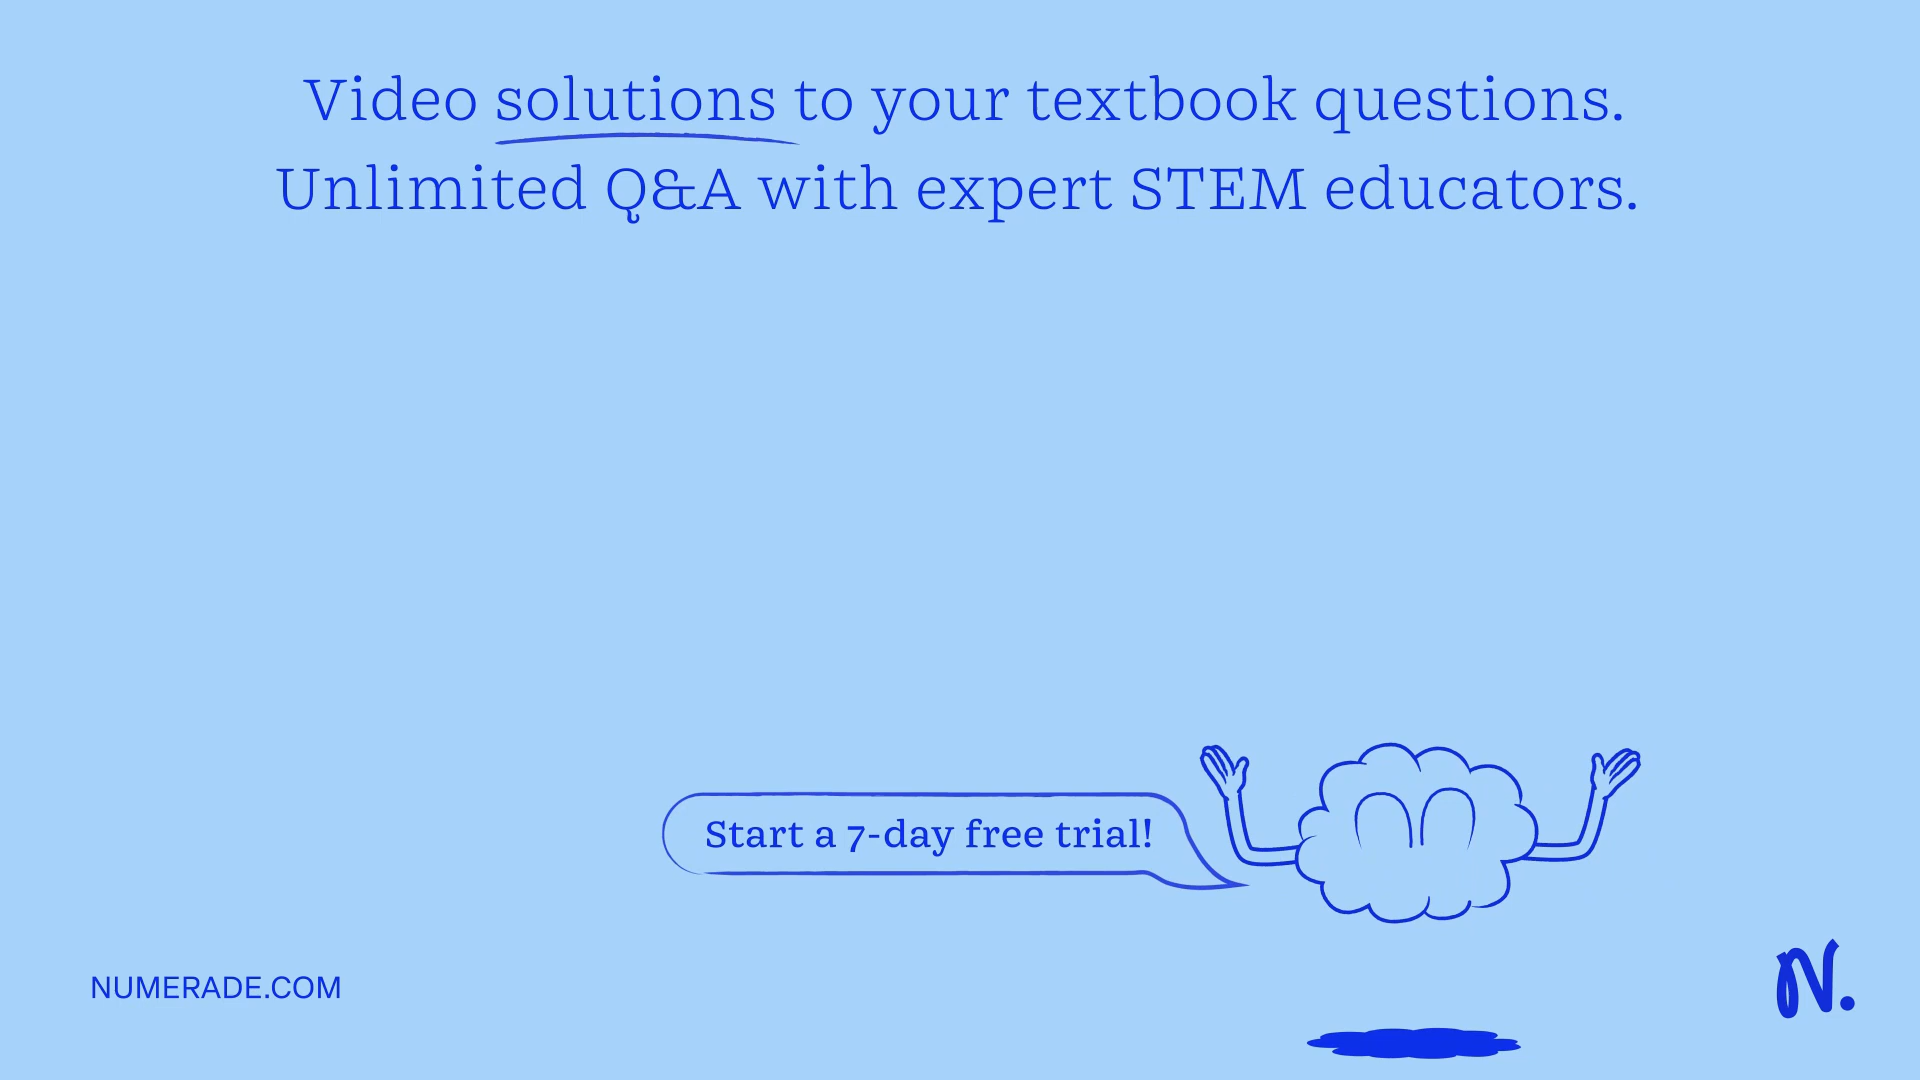 Video solutions to your textbook questions.
Unlimited Q&A with expert STEM educators.
Start a 7-day free trial!
NUMERADE.COM
N.